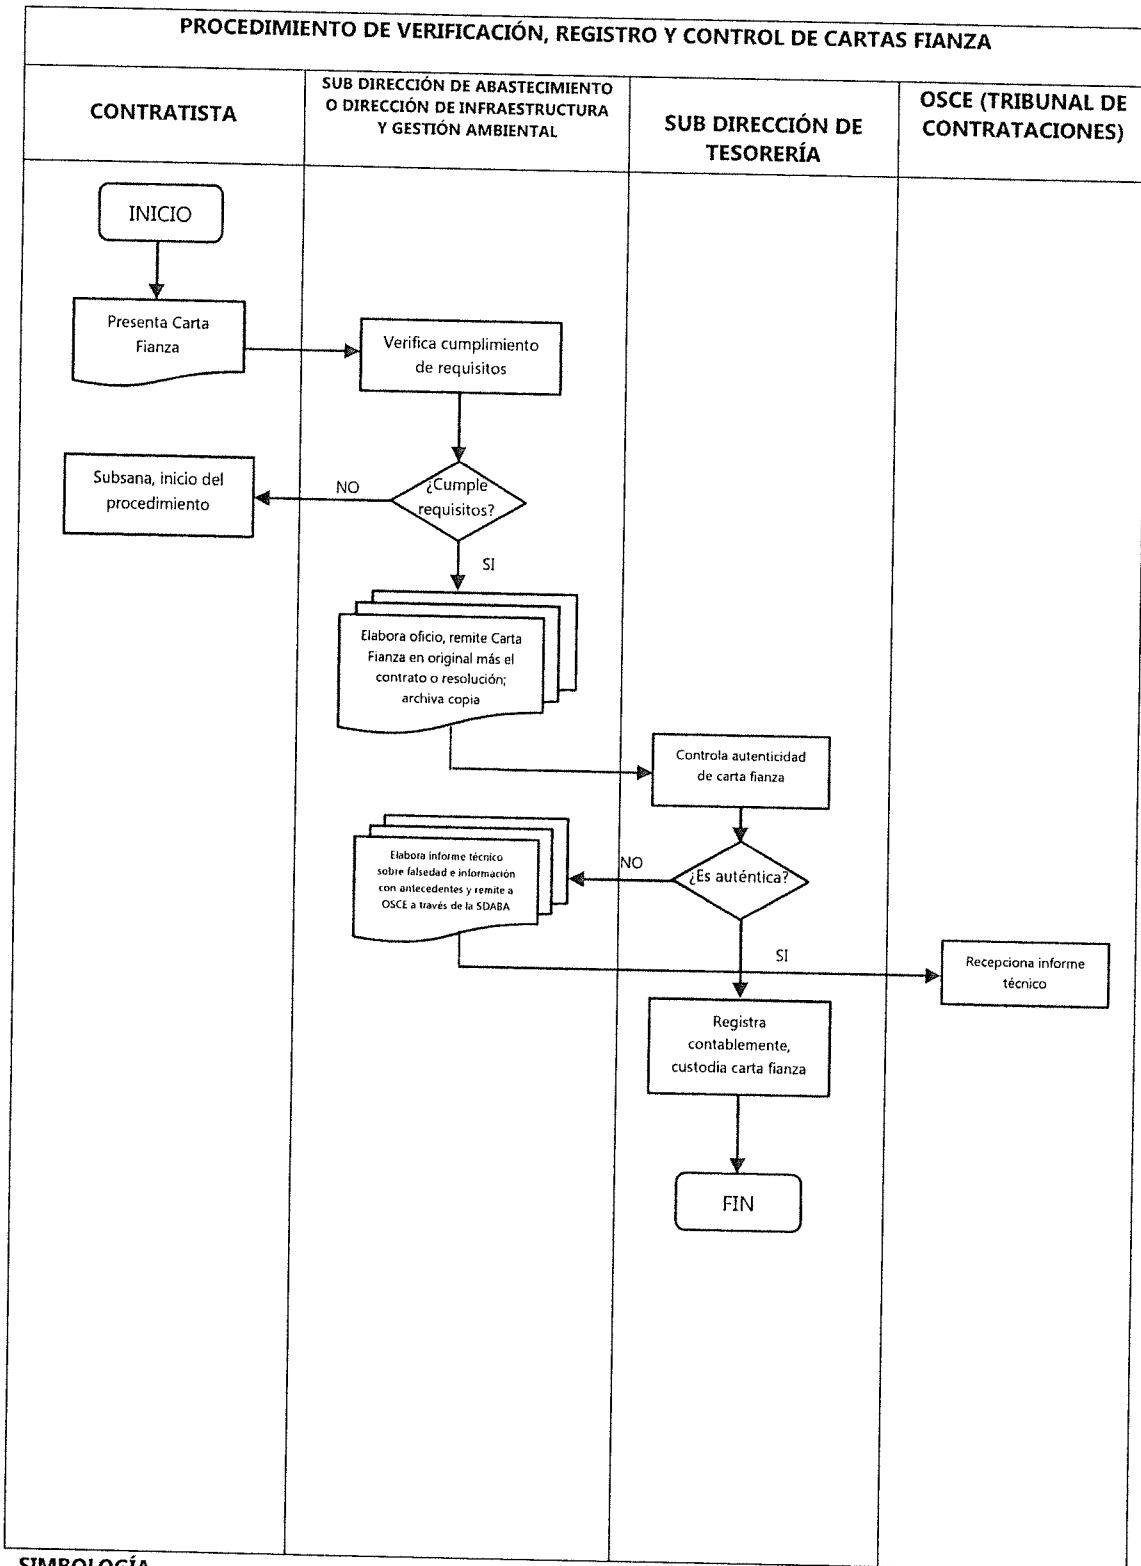 PROCEDIMIENTO DE VERIFICACIÓN, REGISTRO Y CONTROL DE CARTAS FIANZA
CONTRATISTA
SUB DIRECCIÓN DE ABASTECIMIENTO
O DIRECCIÓN DE INFRAESTRUCTURA
Y GESTIÓN AMBIENTAL
SUB DIRECCIÓN DE
TESORERÍA
OSCE (TRIBUNAL DE
CONTRATACIONES)
INICIO
Presenta Carta
Fianza
Verifica cumplimiento
de requisitos
Subsana, inicio del
procedimiento
NO
¿Cumple
requisitos?
SI
Elabora oficio, remite Carta
Fianza en original más el
contrato o resolución;
archiva copia
Controla autenticidad
de carta fianza
Elabora informe técnico
sobre falsedad e información
con antecedentes y remite a
OSCE a través de la SDABA
NO
¿Es auténtica?
SI
Recepciona informe
técnico
Registra
contablemente,
custodia carta fianza
FIN
SIMBOLOGÍA